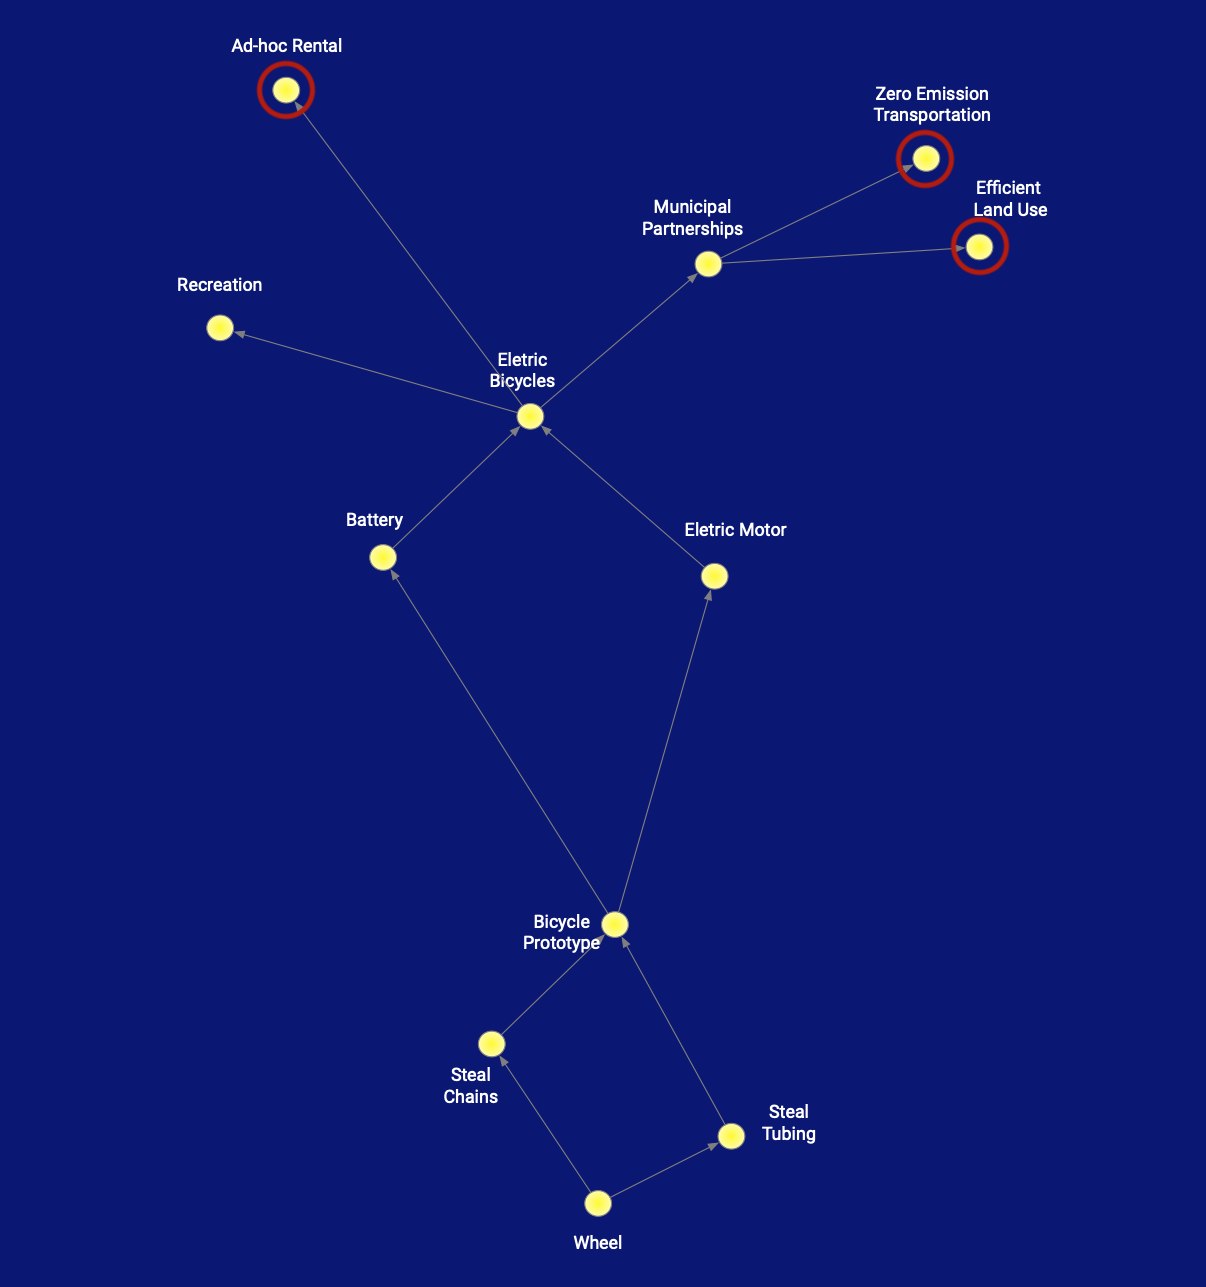 Ad-hoc Rental
Zero Emission
Transportation
Efficient
Land Use
Municipal
Partnerships
Recreation
Eletric
Bicycles
Battery
Eletric Motor
Bicycle
Prototype
Steal
Chains
Steal
Tubing
Wheel